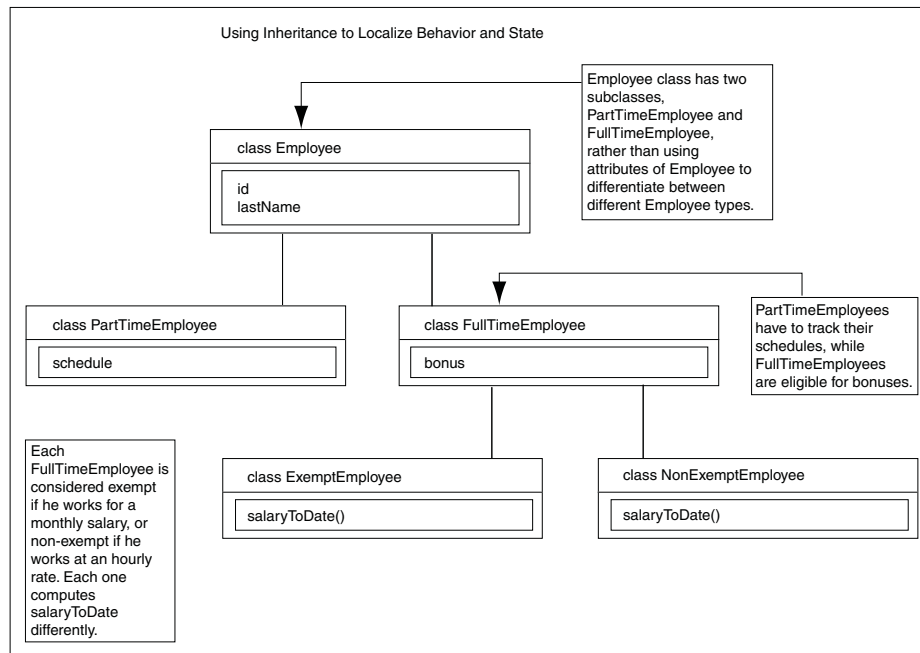 Using Inheritance to Localize Behavior and State
Employee class has two
subclasses,
PartTimeEmployee and
FullTimeEmployee,
rather than using
attributes of Employee to
differentiate between
different Employee types.
class Employee
id
lastName
class PartTimeEmployee
schedule
class FullTimeEmployee
bonus
PartTimeEmployees
have to track their
schedules, while
FullTimeEmployees
are eligible for bonuses.
Each
FullTimeEmployee is
considered exempt
if he works for a
monthly salary, or
non-exempt if he
works at an hourly
rate. Each one
computes
salaryToDate
differently.
class ExemptEmployee
salaryToDate()
class NonExemptEmployee
salaryToDate()